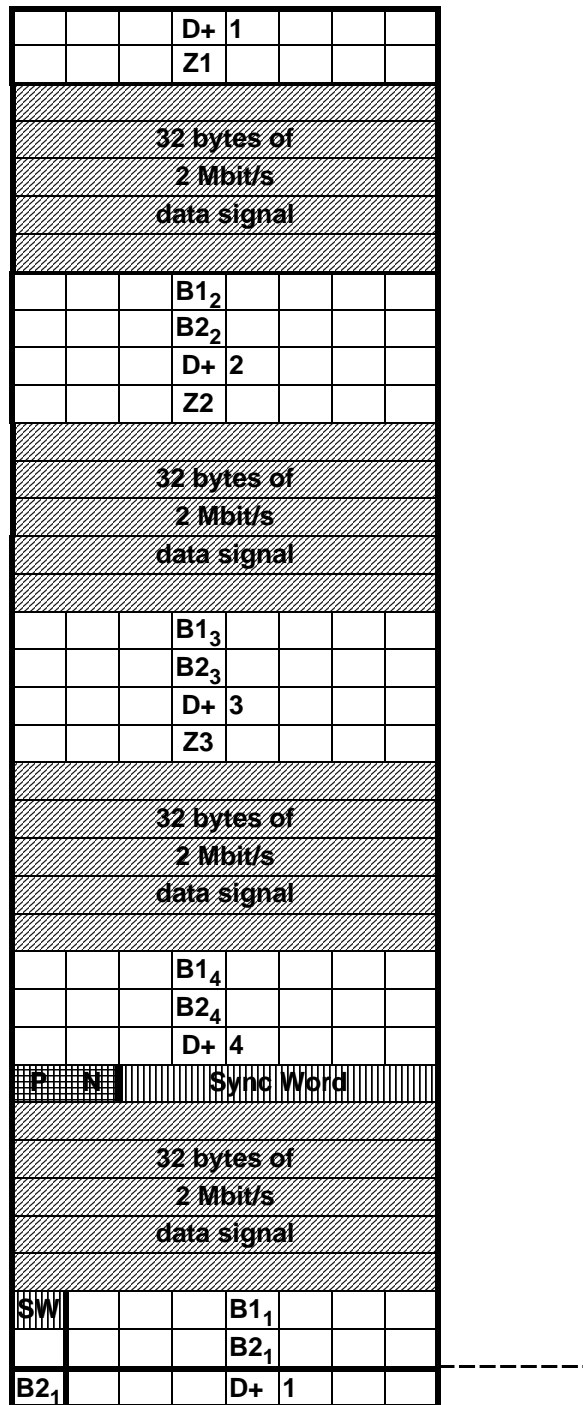 D+ 1
Z1
32 bytes of
2 Mbit/s
data signal
B1₂
B2₂
D+ 2
Z2
32 bytes of
2 Mbit/s
data signal
B1₃
B2₃
D+ 3
Z3
32 bytes of
2 Mbit/s
data signal
B1₄
B2₄
D+ 4
P N Sync Word
32 bytes of
2 Mbit/s
data signal
SW B1₁
B2₁
B2₁ D+ 1